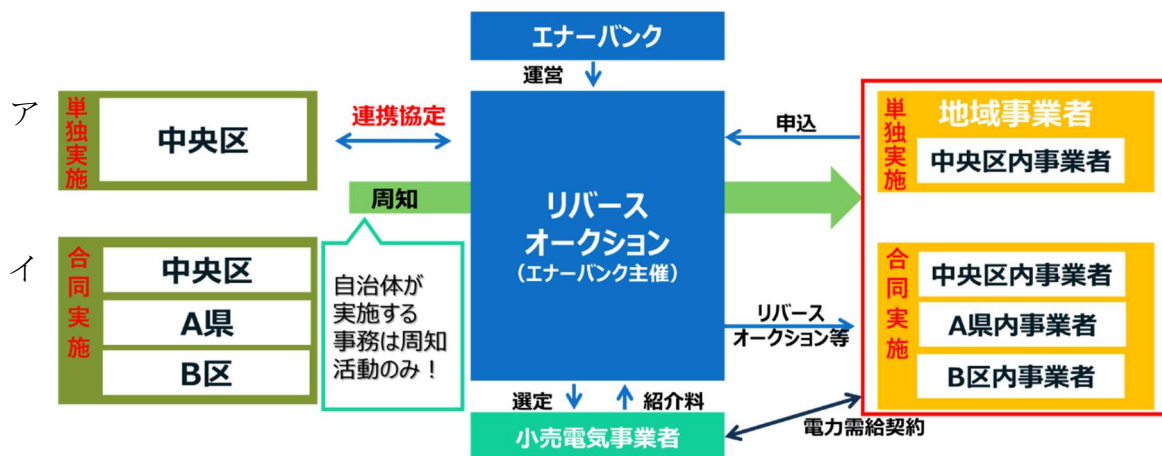 エナーバンク
運営
ア
単独実施
中央区
連携協定
周知
リバース
オークション
(エナーバンク主催)
申込
単独実施
地域事業者
中央区内事業者
イ
合同実施
中央区
A県
B区
自治体が
実施する
事務は周知
活動のみ！
リバース
オークション等
合同実施
中央区内事業者
A県内事業者
B区内事業者
選定
紹介料
電力需給契約
小売電気事業者